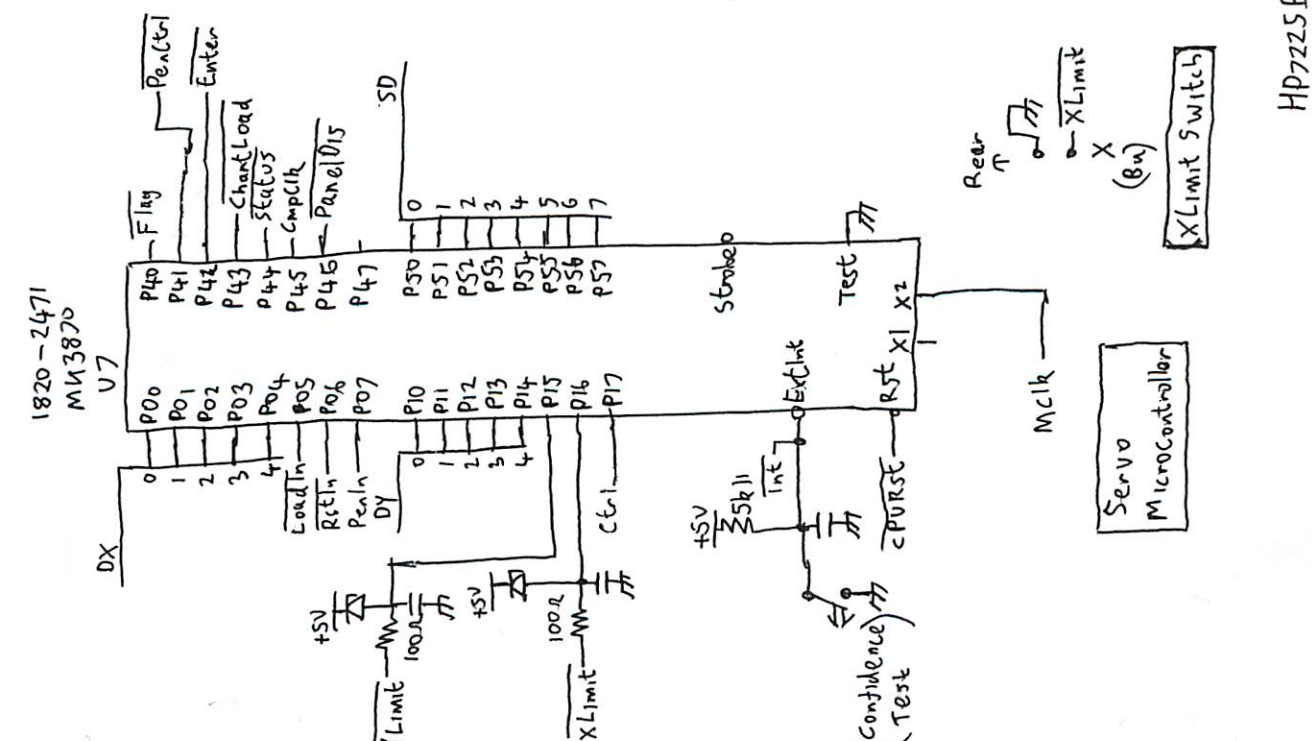 1820-2471
MK3870
U7
P00
P01
P02
P03
P04
P05
P06
P07
P10
P11
P12
P13
P14
P15
P16
P17
ExtInt
Rst
X1
X2
P40
P41
P42
P43
P44
P45
P46
P47
P50
P51
P52
P53
P54
P55
P56
P57
Strobe
Test
DX
0
1
2
3
4
LoadIn
RstIn
PenIn
DY
0
1
2
3
4
Ctrl
+5V
100Ω
YLimit
+5V
100Ω
XLimit
+5V
5k11
Int
CPURst
Confidence
Test
Mclk
Flag
PenCtrl
Enter
ChantLoad
Status
CmpClk
PanelDis
SD
0
1
2
3
4
5
6
7
Rear
↑
XLimit
X
(Bu)
XLimit Switch
Servo
Microcontroller